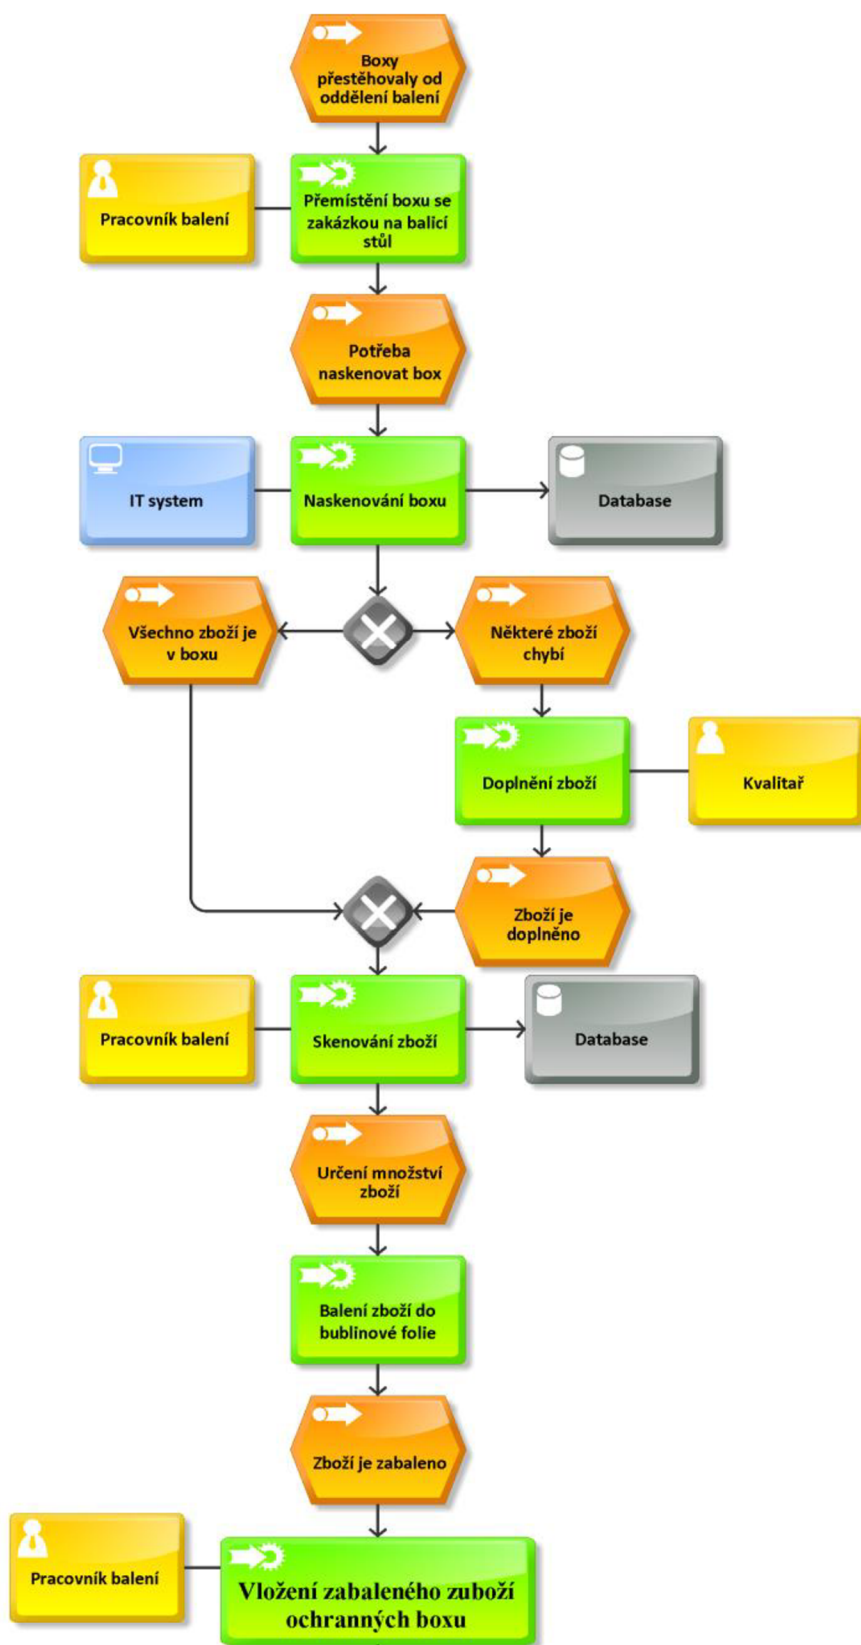 Boxy
přestěhovaly od
oddělení balení
Pracovník balení
Přemístění boxu se
zakázkou na balicí
stůl
Potřeba
naskenovat box
IT system
Naskenování boxu
Database
Všechno zboží je
v boxu
Některé zboží
chybí
Doplnění zboží
Kvalitař
Zboží je
doplněno
Pracovník balení
Skenování zboží
Database
Určení množství
zboží
Balení zboží do
bublinové folie
Zboží je zabaleno
Pracovník balení
Vložení zabaleného zuboží
ochranných boxu